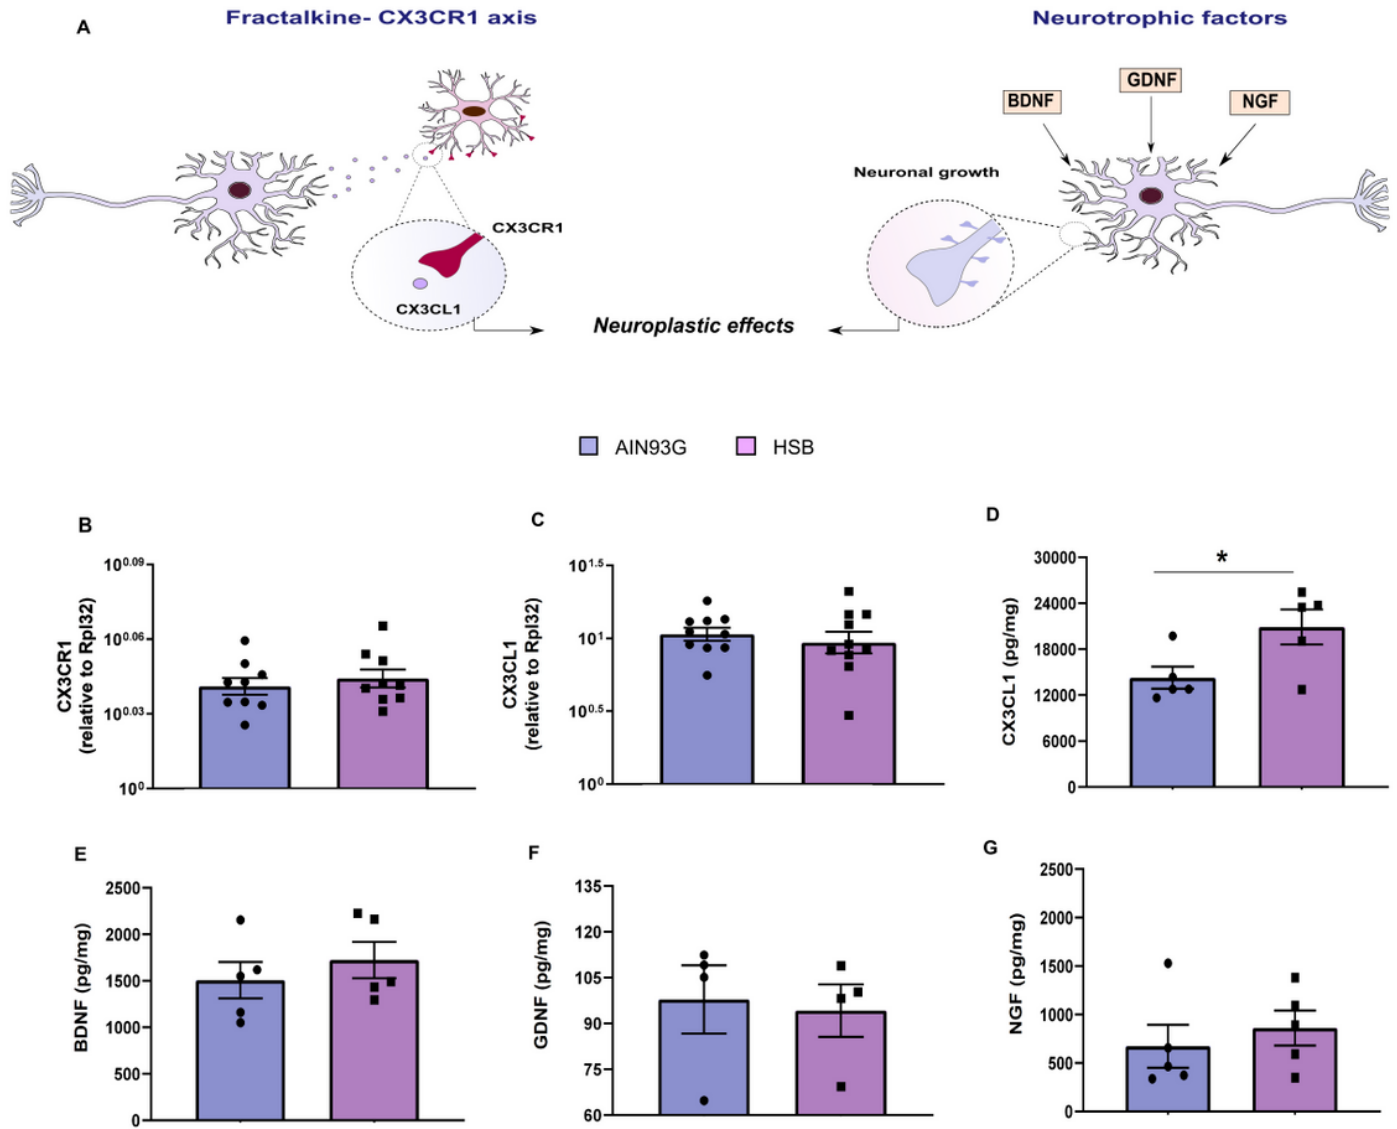 A
Fractalkine- CX3CR1 axis
Neurotrophic factors
BDNF
GDNF
NGF
Neuronal growth
CX3CR1
CX3CL1
Neuroplastic effects
AIN93G
HSB
B
CX3CR1
(relative to Rpl32)
10^0.09
10^0.06
10^0.03
10^0
C
CX3CL1
(relative to Rpl32)
10^1.5
10^1
10^0.5
10^0
D
CX3CL1 (pg/mg)
30000
24000
18000
12000
6000
0
*
E
BDNF (pg/mg)
2500
2000
1500
1000
500
0
F
GDNF (pg/mg)
135
120
105
90
75
60
G
NGF (pg/mg)
2500
2000
1500
1000
500
0